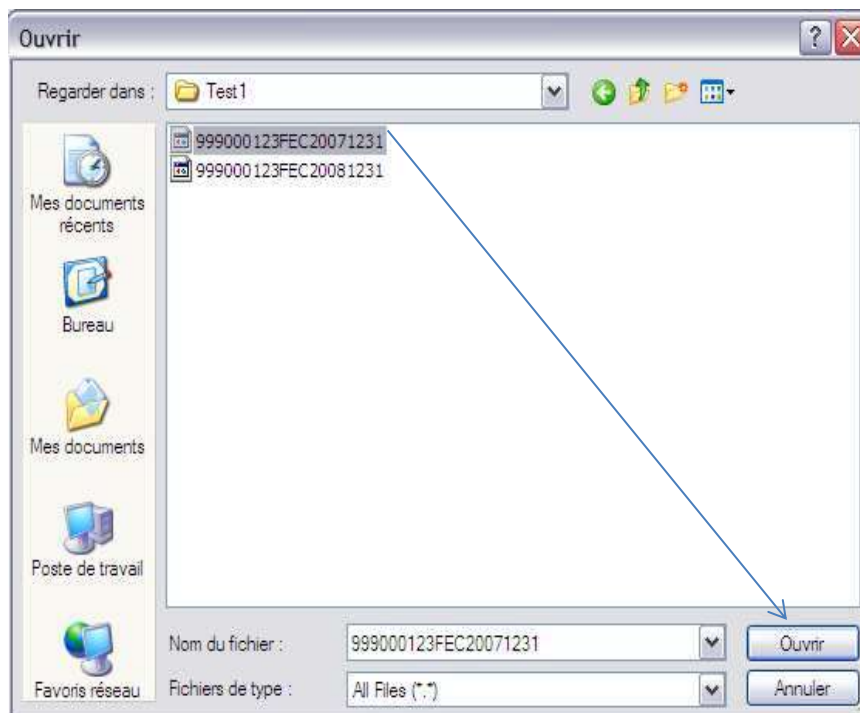 Ouvrir
Regarder dans :
Test1
999000123FEC20071231
999000123FEC20081231
Mes documents
récents
Bureau
Mes documents
Poste de travail
Favoris réseau
Nom du fichier :
999000123FEC20071231
Ouvrir
Fichiers de type :
All Files (*.*)
Annuler